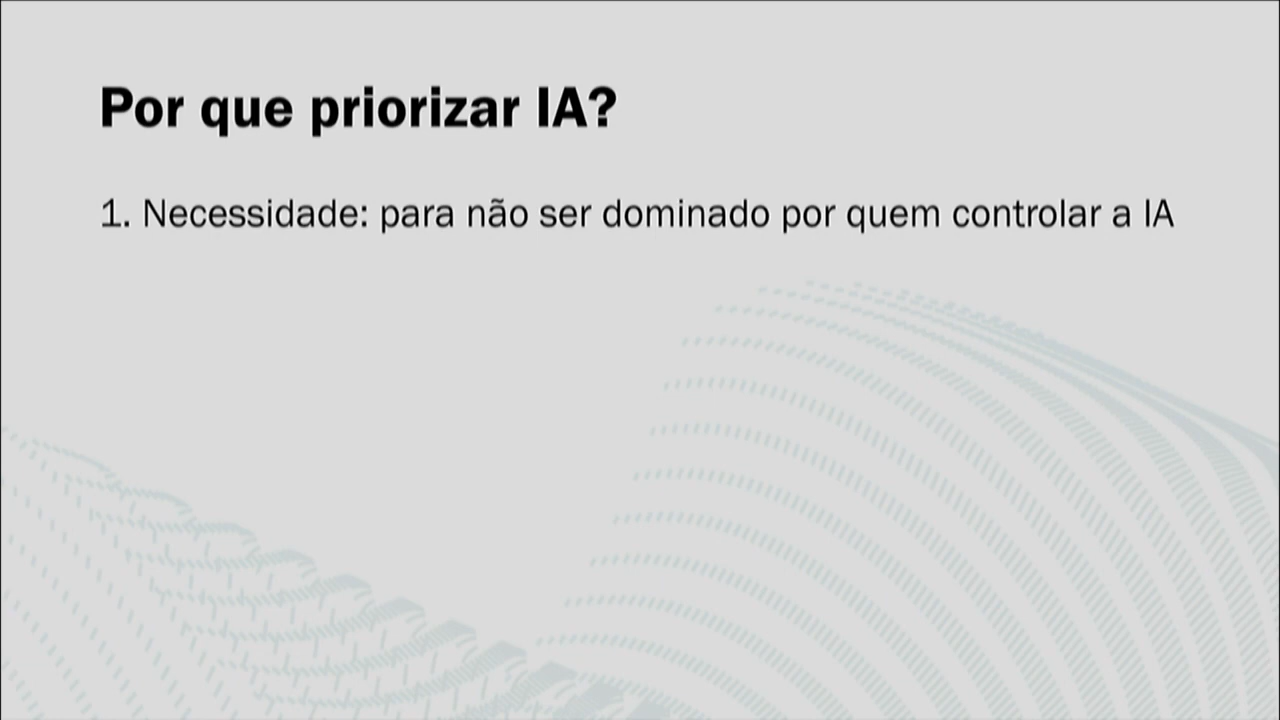 Por que priorizar IA?
1. Necessidade: para não ser dominado por quem controlar a IA